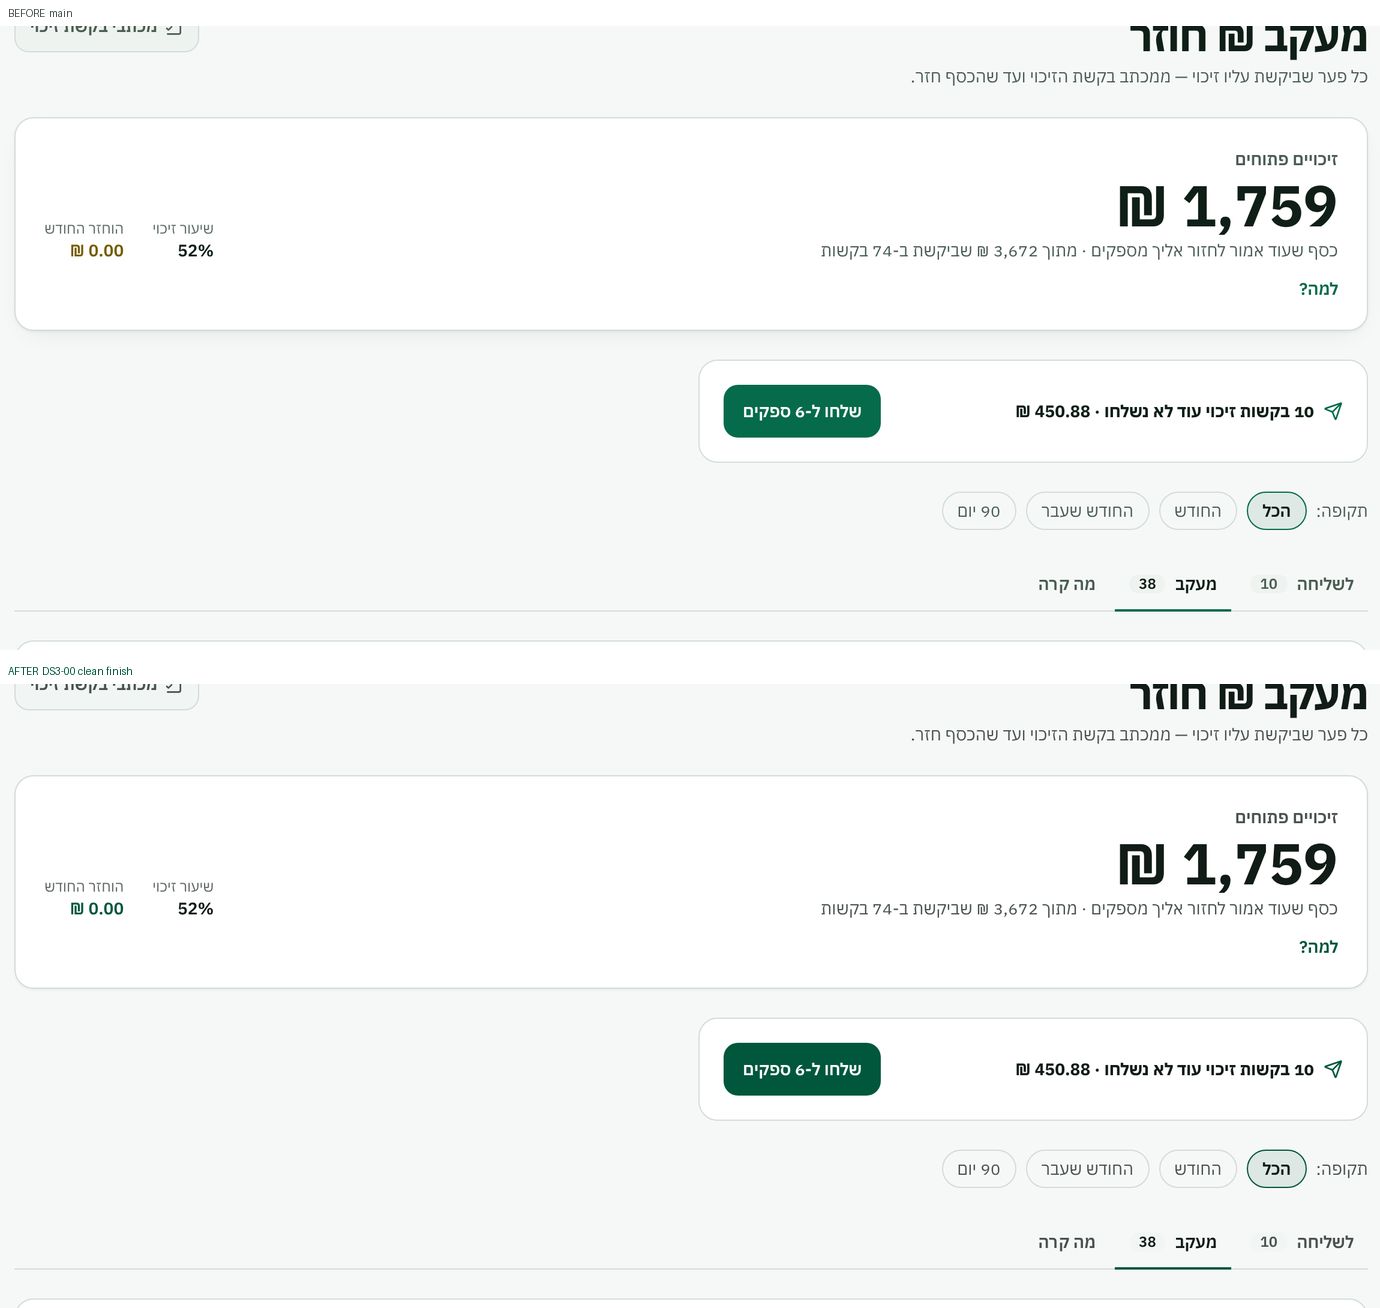 BEFORE main
מכתבי בקשת זיכוי
מעקב ₪ חוזר
כל פער שביקשת עליו זיכוי — ממכתב בקשת הזיכוי ועד שהכסף חזר.
זיכויים פתוחים
1,759 ₪
כסף שעוד אמור לחזור אליך מספקים · מתוך 3,672 ₪ שביקשת ב-74 בקשות
למה?
שיעור זיכוי
52%
הוחזר החודש
0.00 ₪
10 בקשות זיכוי עוד לא נשלחו · 450.88 ₪
שלחו ל-6 ספקים
תקופה: הכל החודש החודש שעבר 90 יום
לשליחה 10 מעקב 38 מה קרה
AFTER DS3-00 clean finish
מכתבי בקשת זיכוי
מעקב ₪ חוזר
כל פער שביקשת עליו זיכוי — ממכתב בקשת הזיכוי ועד שהכסף חזר.
זיכויים פתוחים
1,759 ₪
כסף שעוד אמור לחזור אליך מספקים · מתוך 3,672 ₪ שביקשת ב-74 בקשות
למה?
שיעור זיכוי
52%
הוחזר החודש
0.00 ₪
10 בקשות זיכוי עוד לא נשלחו · 450.88 ₪
שלחו ל-6 ספקים
תקופה: הכל החודש החודש שעבר 90 יום
לשליחה 10 מעקב 38 מה קרה